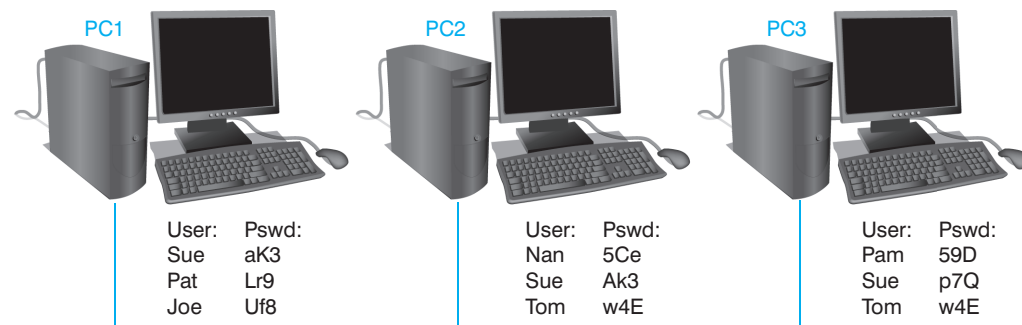 PC1
PC2
PC3
User: Pswd:
Sue aK3
Pat Lr9
Joe Uf8
User: Pswd:
Nan 5Ce
Sue Ak3
Tom w4E
User: Pswd:
Pam 59D
Sue p7Q
Tom w4E